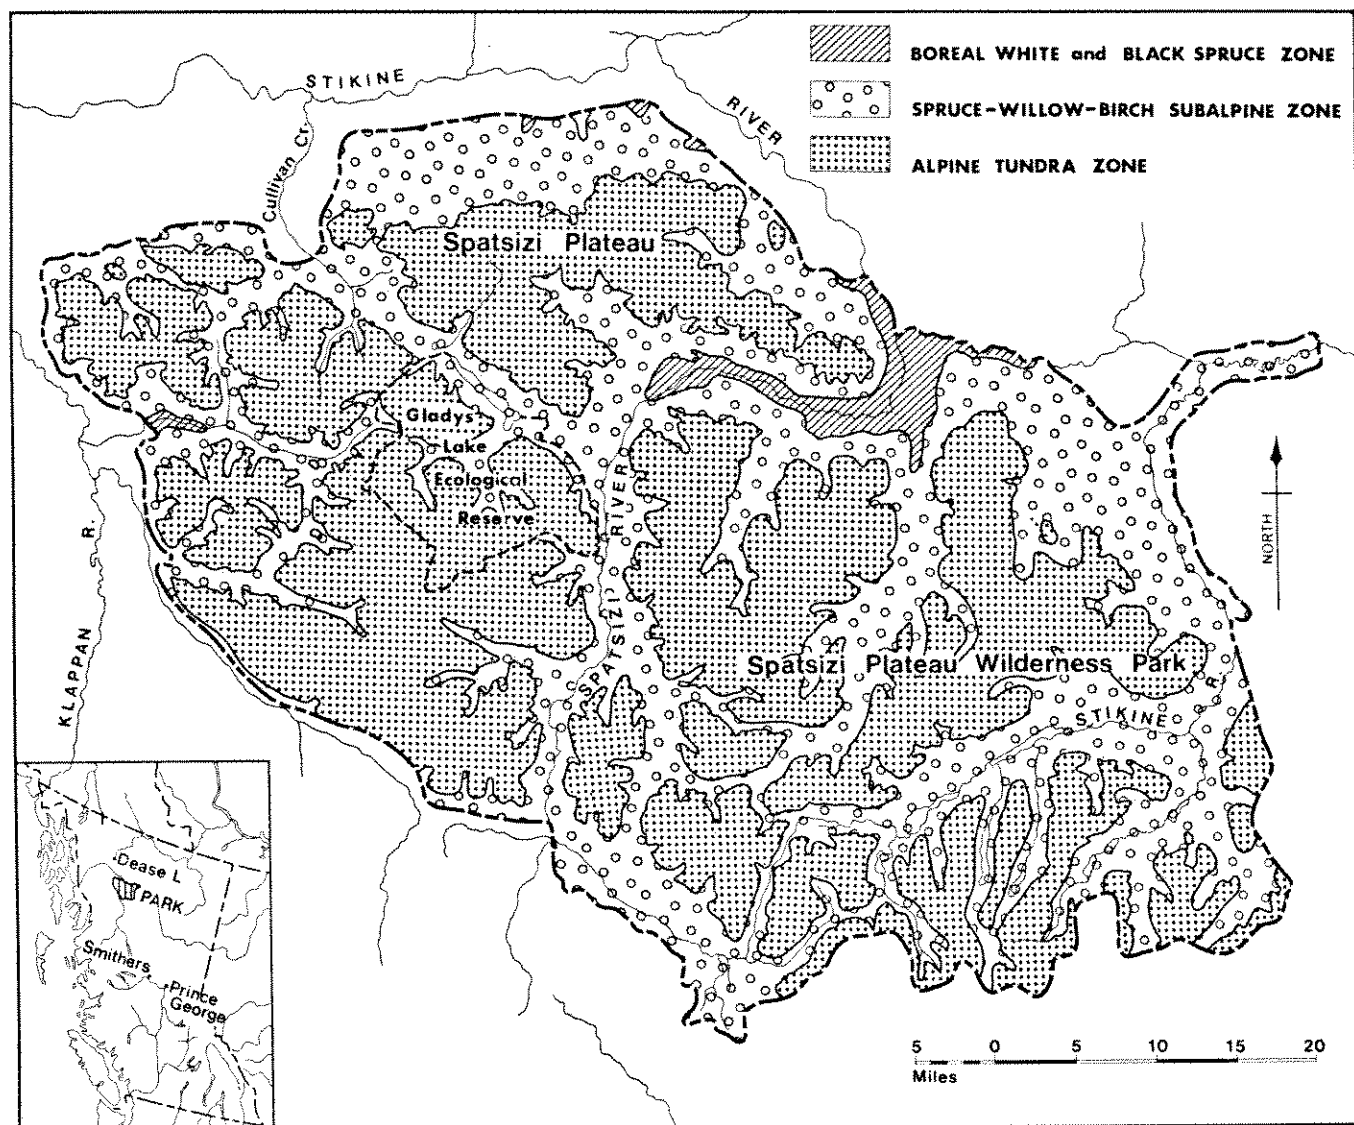 BOREAL WHITE and BLACK SPRUCE ZONE
SPRUCE-WILLOW-BIRCH SUBALPINE ZONE
ALPINE TUNDRA ZONE
STIKINE
RIVER
Cullivan Cr.
Spatsizi Plateau
Gladys
Lake
Ecological
Reserve
SPATSIZI RIVER
KLAPPAN R.
Spatsizi Plateau Wilderness Park
STIKINE R.
NORTH
Dease L
PARK
Smithers
Prince
George
5 0 5 10 15 20
Miles